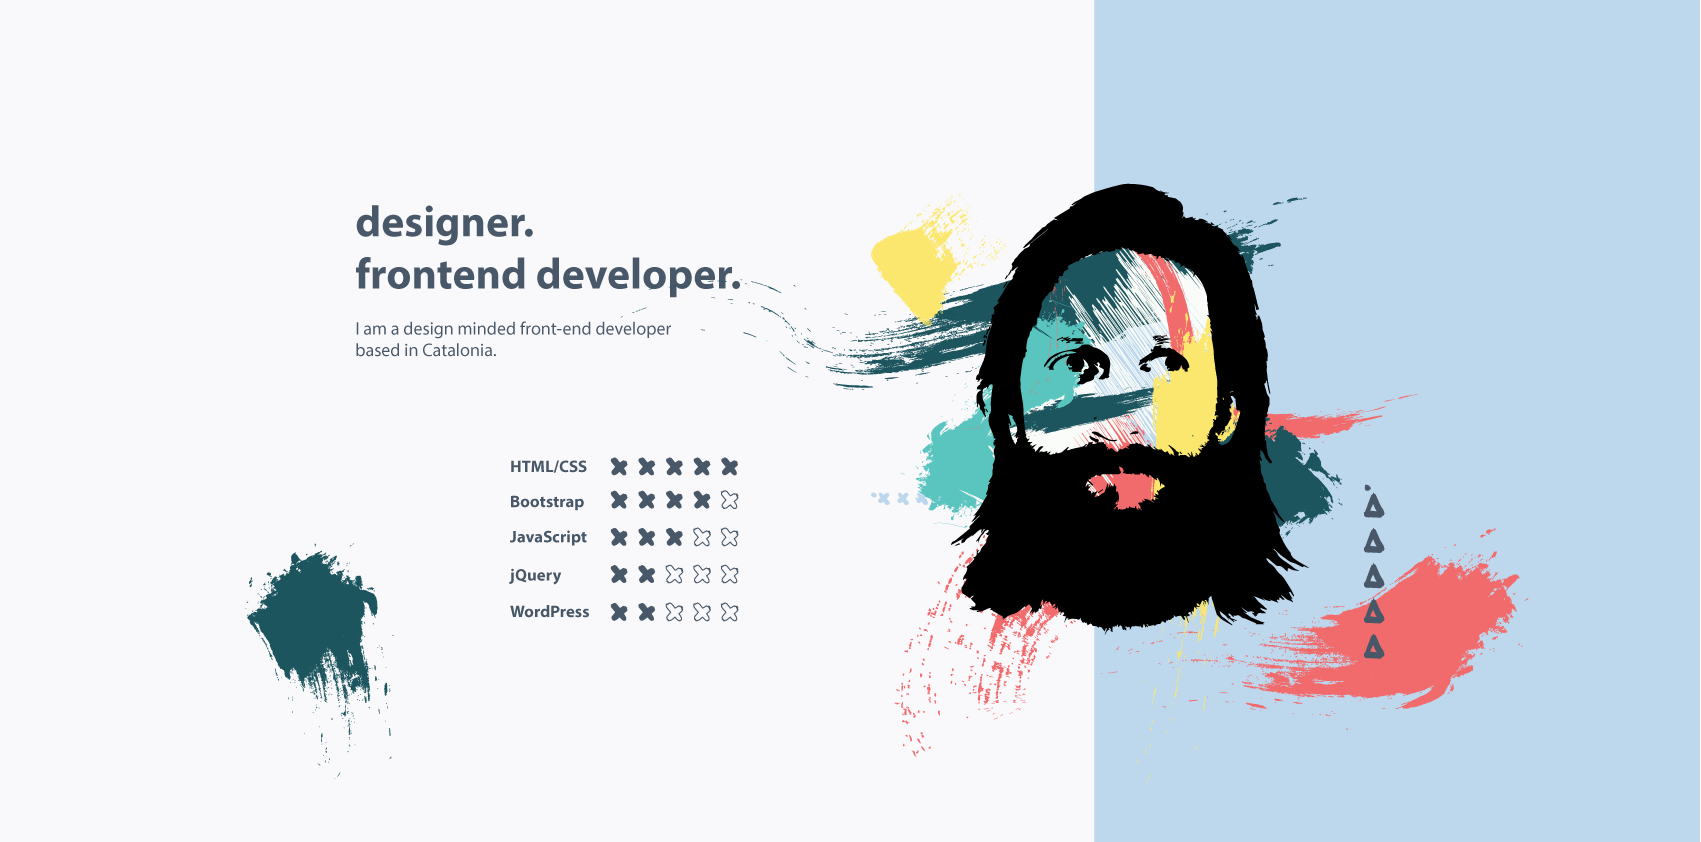 designer.
frontend developer.
I am a design minded front-end developer
based in Catalonia.
HTML/CSS
Bootstrap
JavaScript
jQuery
WordPress